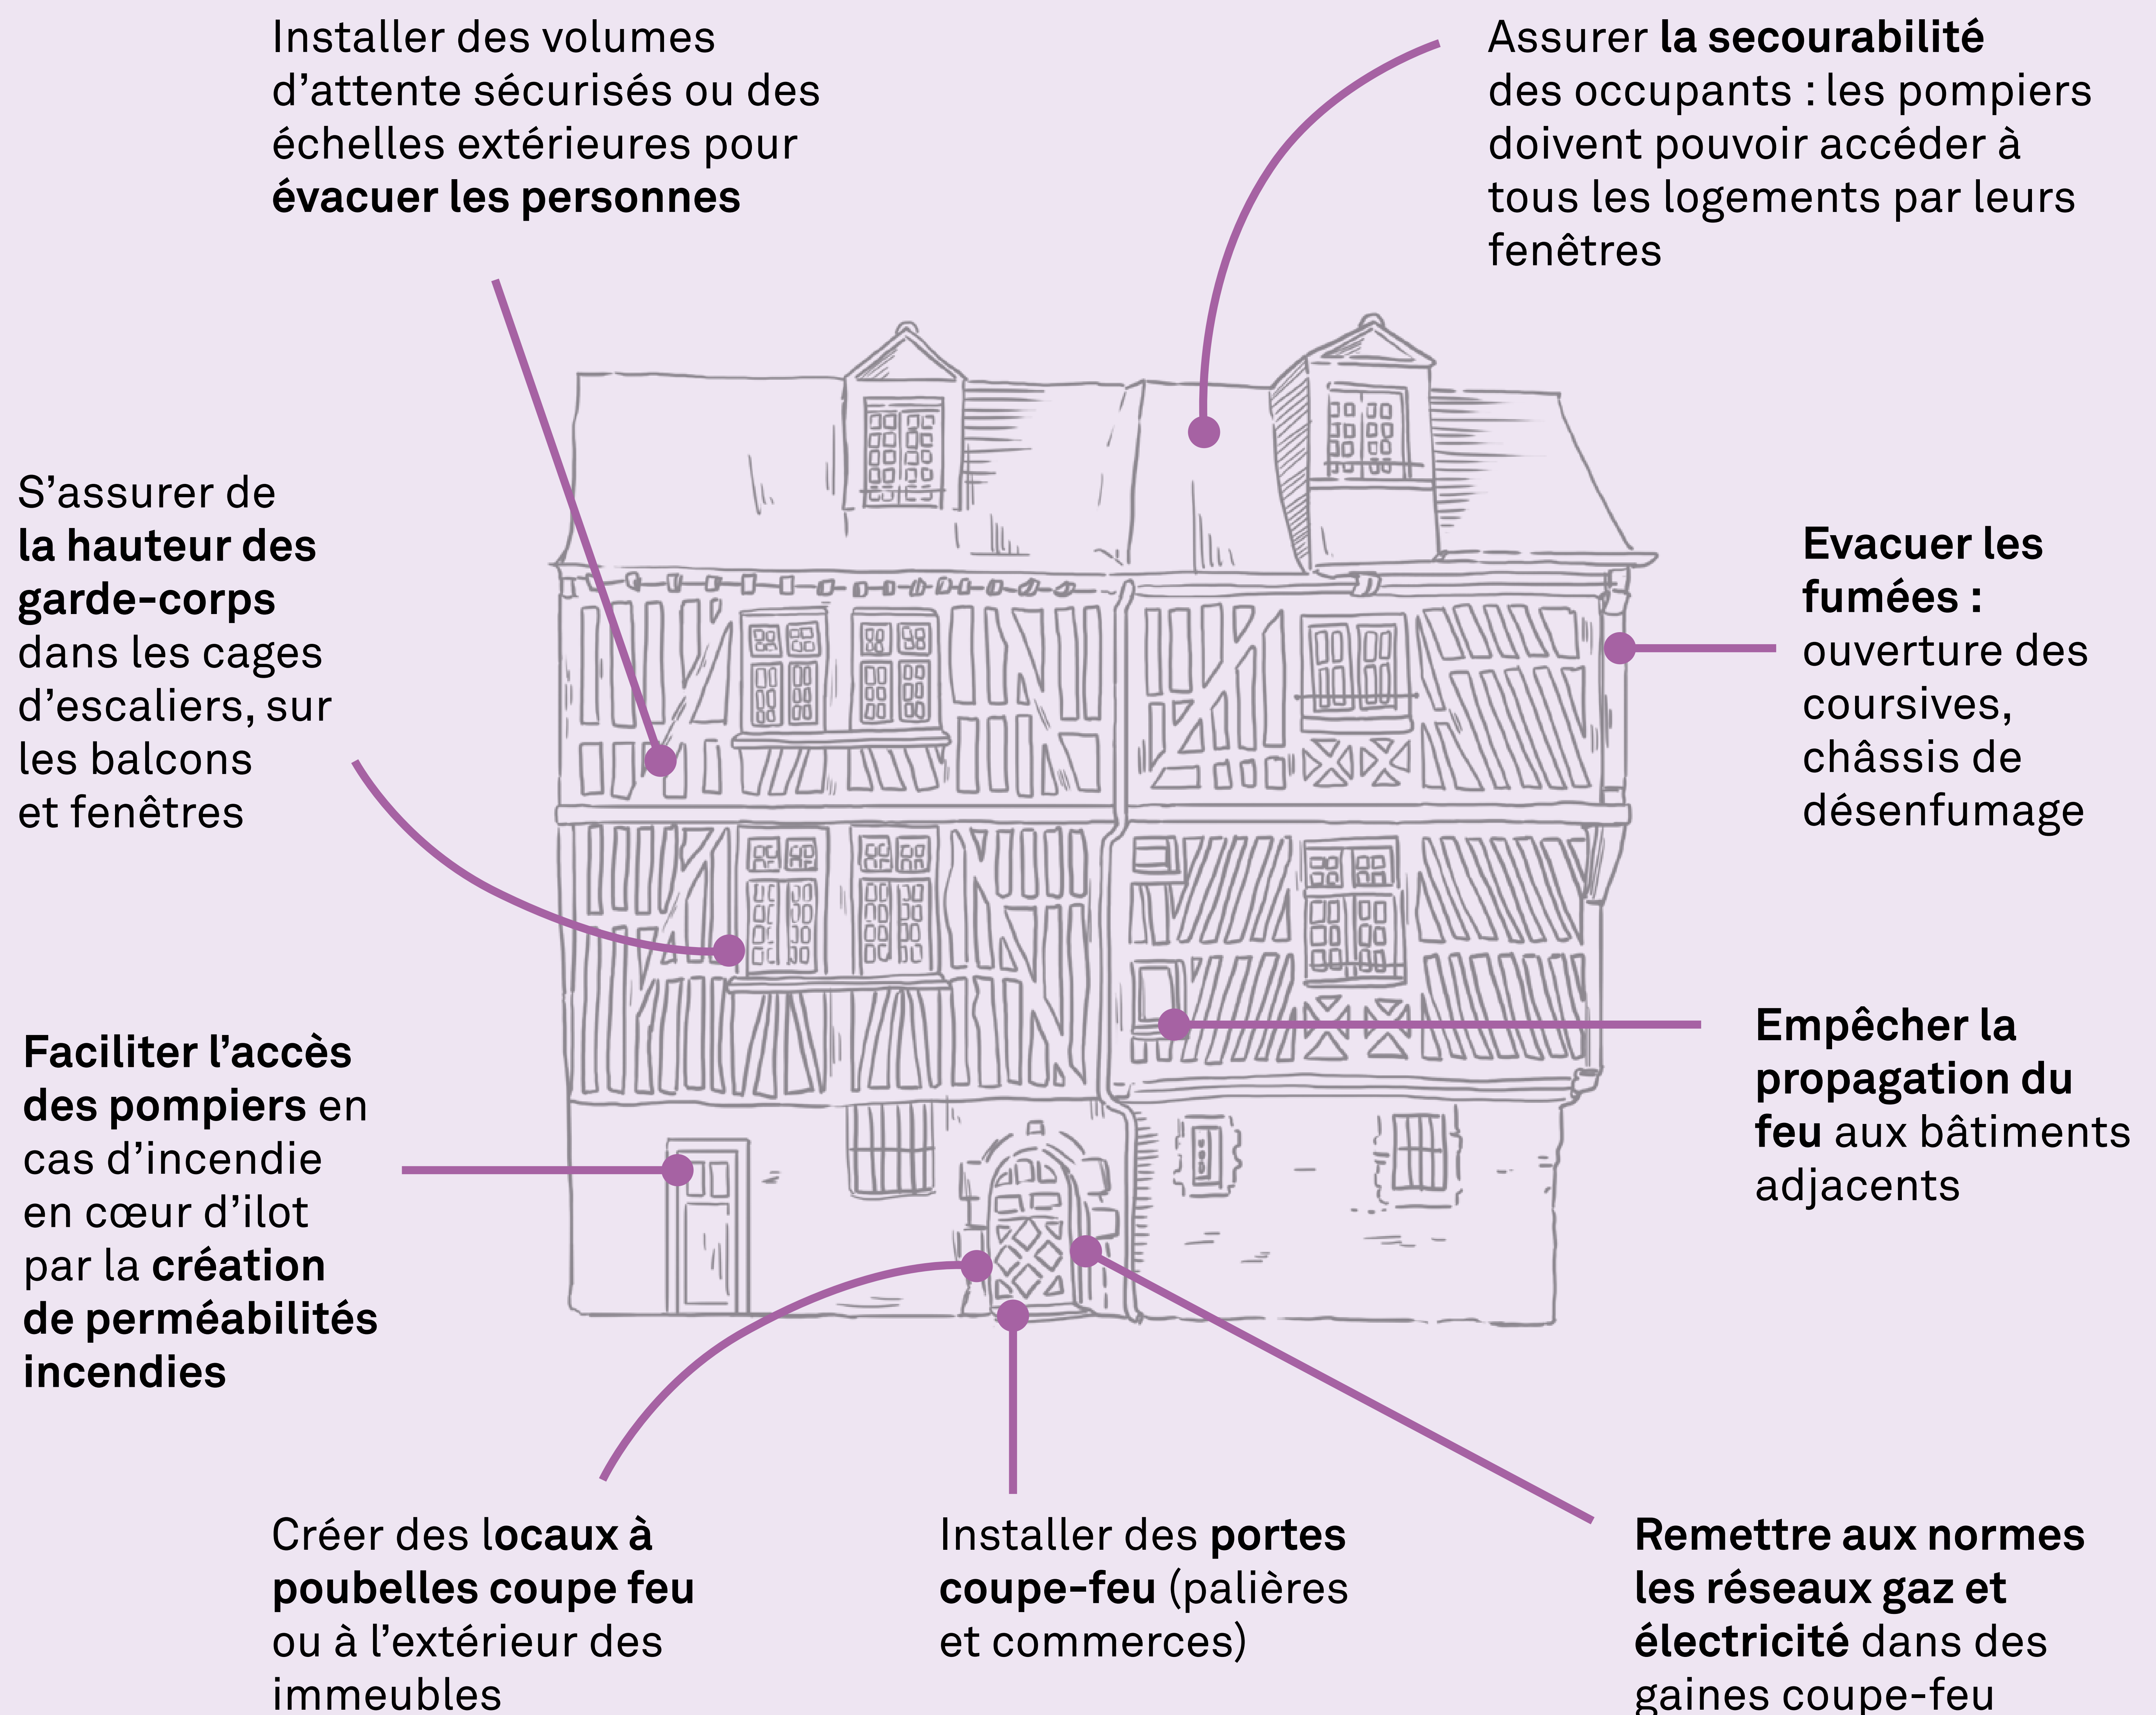 Installer des volumes
d’attente sécurisés ou des
échelles extérieures pour
évacuer les personnes
Assurer la secourabilité
des occupants : les pompiers
doivent pouvoir accéder à
tous les logements par leurs
fenêtres
S’assurer de
la hauteur des
garde-corps
dans les cages
d’escaliers, sur
les balcons
et fenêtres
Evacuer les
fumées :
ouverture des
coursives,
châssis de
désenfumage
Faciliter l’accès
des pompiers en
cas d’incendie
en cœur d’ilot
par la création
de perméabilités
incendies
Empêcher la
propagation du
feu aux bâtiments
adjacents
Créer des locaux à
poubelles coupe feu
ou à l’extérieur des
immeubles
Installer des portes
coupe-feu (palières
et commerces)
Remettre aux normes
les réseaux gaz et
électricité dans des
gaines coupe-feu